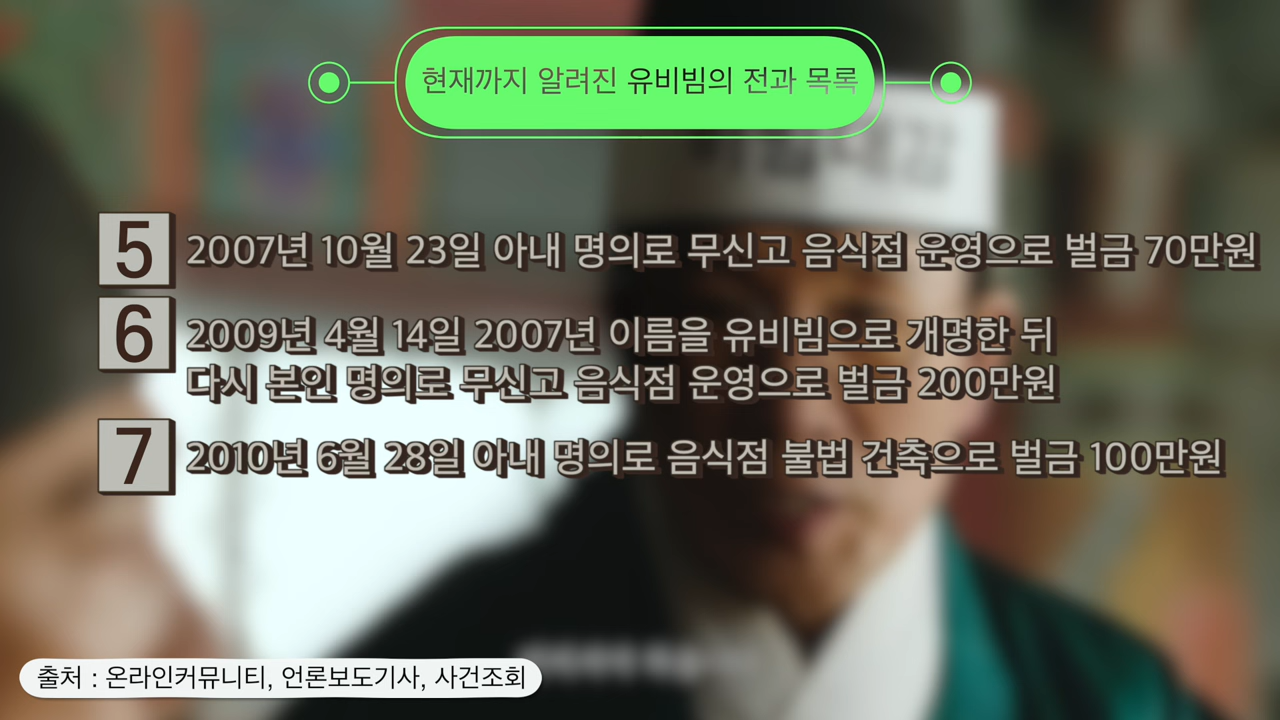 현재까지 알려진 유비빔의 전과 목록
5
2007년 10월 23일 아내 명의로 무신고 음식점 운영으로 벌금 70만원
6
2009년 4월 14일 2007년 이름을 유비빔으로 개명한 뒤
다시 본인 명의로 무신고 음식점 운영으로 벌금 200만원
7
2010년 6월 28일 아내 명의로 음식점 불법 건축으로 벌금 100만원
출처 : 온라인커뮤니티, 언론보도기사, 사건조회